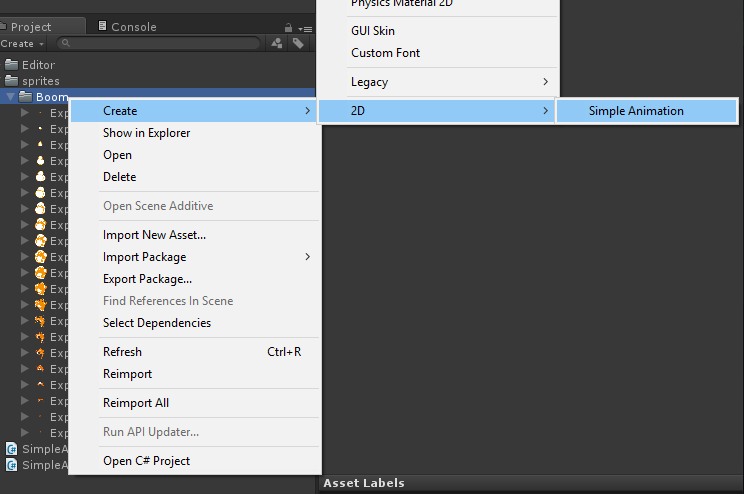 Physics Material 2D
Project
Console
GUI Skin
Create
Custom Font
Editor
sprites
Legacy
Boom
Create
2D
Simple Animation
Exp
Show in Explorer
Exp
Open
Exp
Exp
Delete
Exp
Exp
Open Scene Additive
Exp
Import New Asset...
Exp
Import Package
Exp
Export Package...
Exp
Find References In Scene
Exp
Select Dependencies
Exp
Exp
Refresh Ctrl+R
Exp
Reimport
Exp
Exp
Reimport All
Exp
Exp
Run API Updater...
Exp
Exp
SimpleA
Open C# Project
SimpleA
Asset Labels